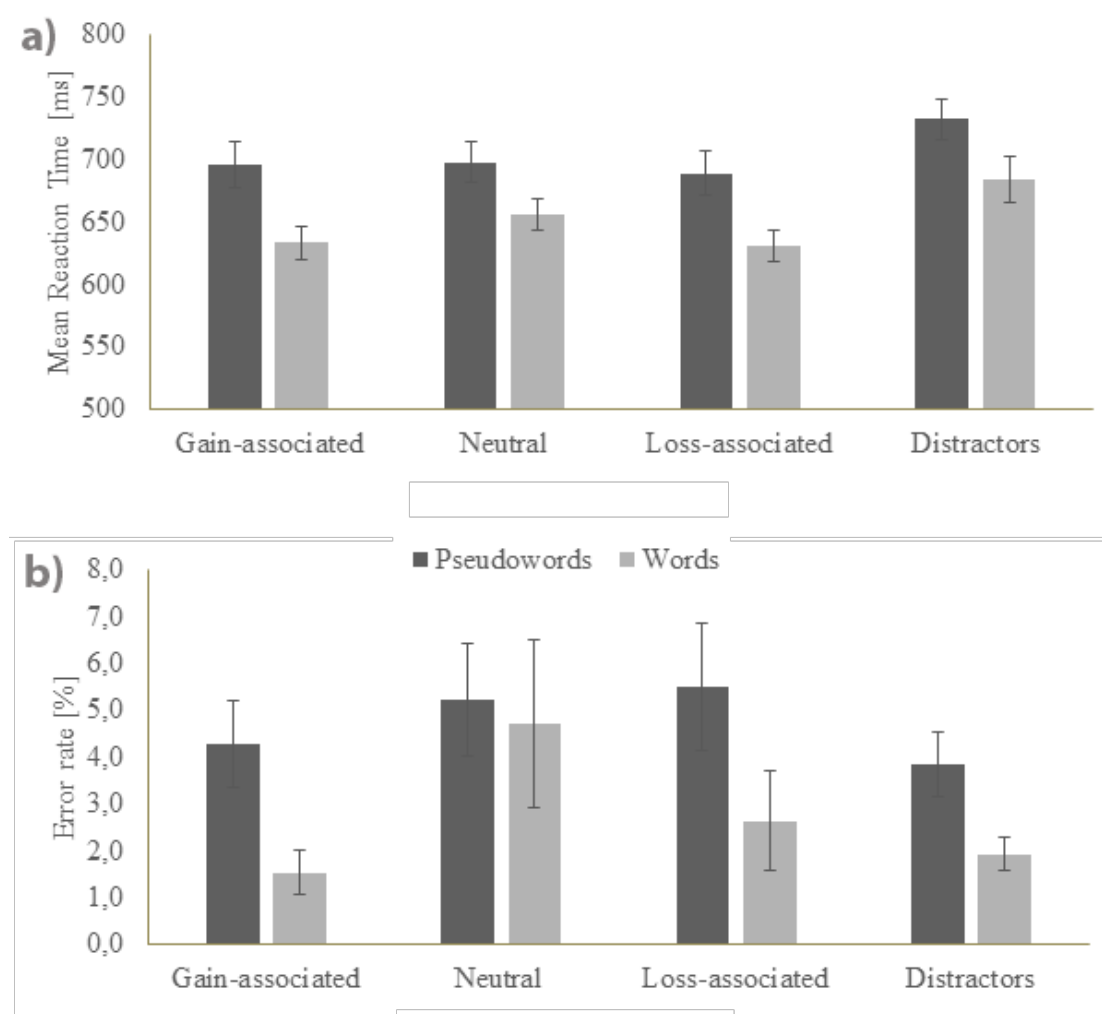 a)
Mean Reaction Time [ms]
800
750
700
650
600
550
500
Gain-associated Neutral Loss-associated Distractors
Pseudowords Words
b)
Error rate [%]
8,0
7,0
6,0
5,0
4,0
3,0
2,0
1,0
0,0
Gain-associated Neutral Loss-associated Distractors